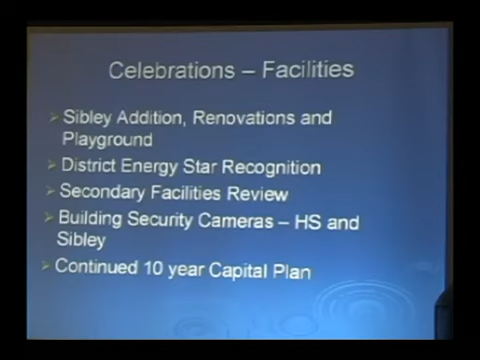 Celebrations – Facilities
Sibley Addition, Renovations and
Playground
District Energy Star Recognition
Secondary Facilities Review
Building Security Cameras – HS and
Sibley
Continued 10 year Capital Plan